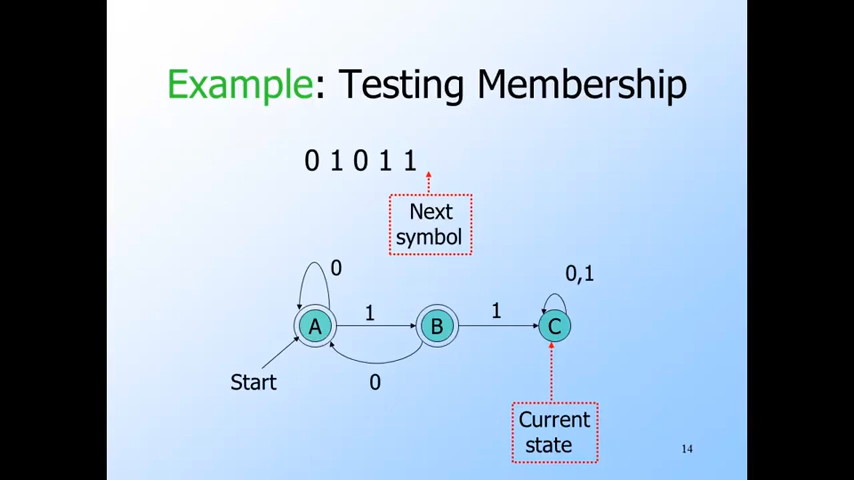 Example: Testing Membership
0 1 0 1 1
Next
symbol
0
0,1
1
1
A
B
C
Start
0
Current
state
14